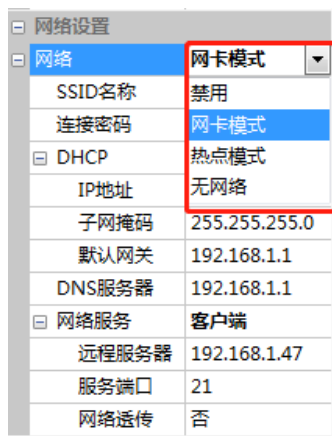 网络设置
网络 网卡模式
SSID名称 禁用
连接密码 网卡模式
DHCP 热点模式
IP地址 无网络
子网掩码 255.255.255.0
默认网关 192.168.1.1
DNS服务器 192.168.1.1
网络服务 客户端
远程服务器 192.168.1.47
服务端口 21
网络透传 否